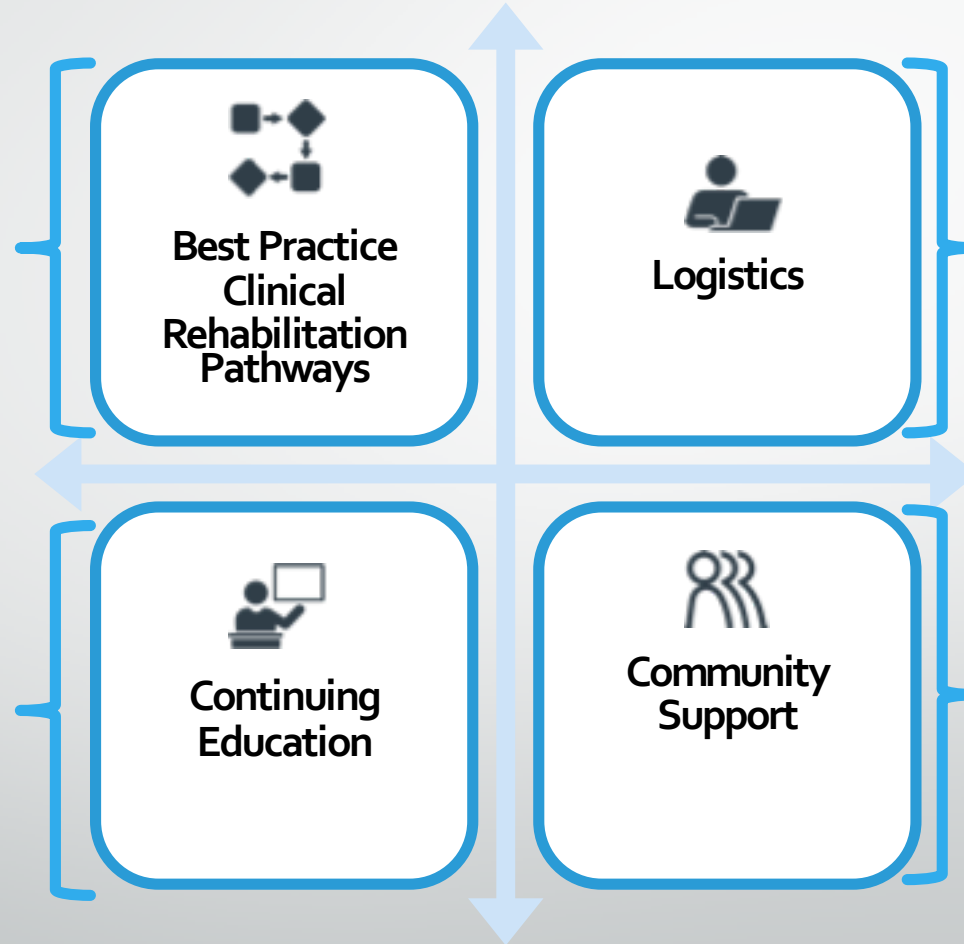 Best Practice
Clinical
Rehabilitation
Pathways
Logistics
Continuing
Education
Community
Support